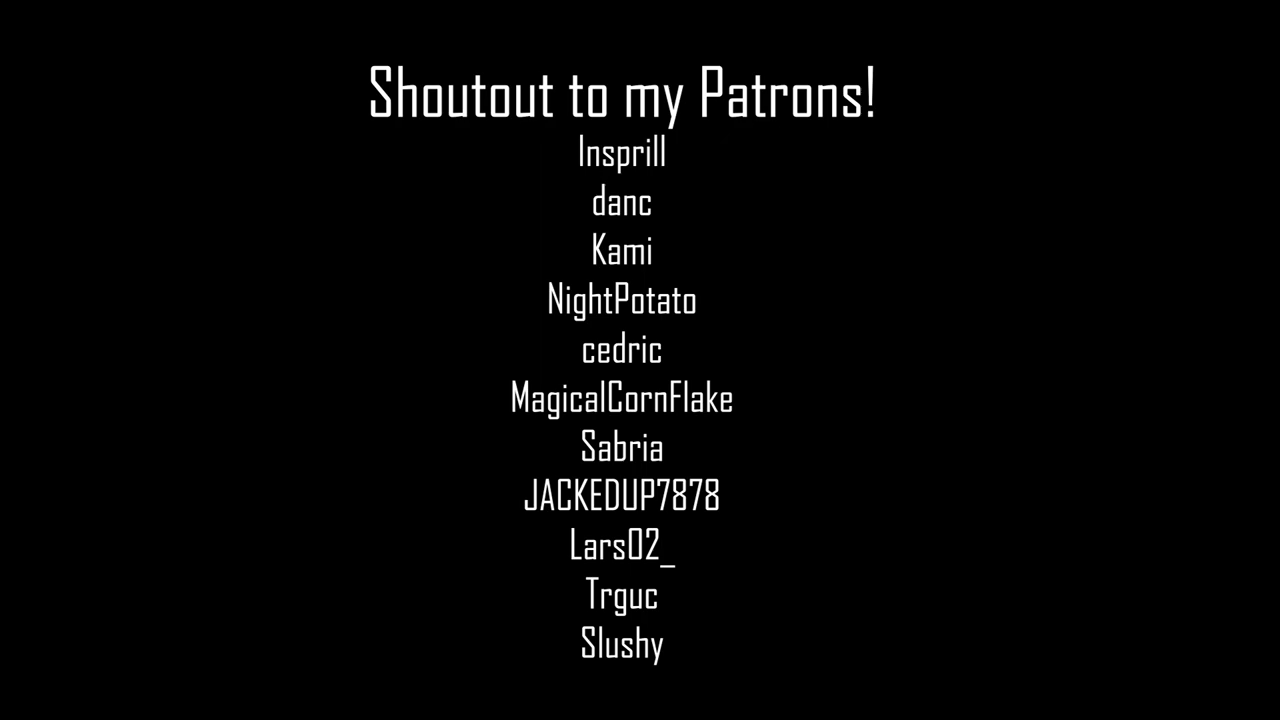 Shoutout to my Patrons!
Insprill
danc
Kami
NightPotato
cedric
MagicalCornFlake
Sabria
JACKEDUP7878
Lars02_
Trguc
Slushy